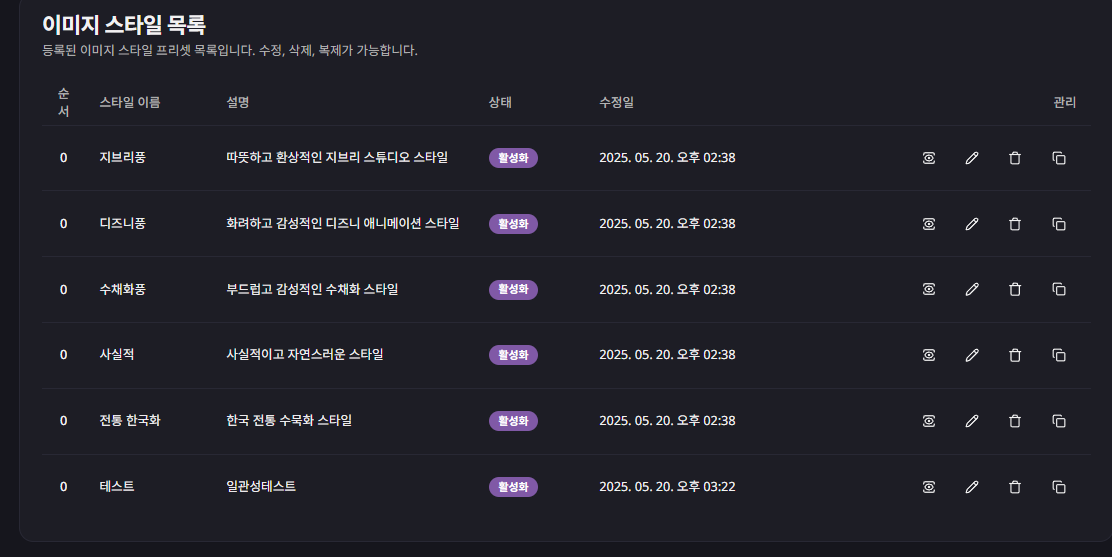 이미지 스타일 목록
등록된 이미지 스타일 프리셋 목록입니다. 수정, 삭제, 복제가 가능합니다.
순서 스타일 이름 설명 상태 수정일 관리
0 지브리풍 따뜻하고 환상적인 지브리 스튜디오 스타일 활성화 2025. 05. 20. 오후 02:38
0 디즈니풍 화려하고 감성적인 디즈니 애니메이션 스타일 활성화 2025. 05. 20. 오후 02:38
0 수채화풍 부드럽고 감성적인 수채화 스타일 활성화 2025. 05. 20. 오후 02:38
0 사실적 사실적이고 자연스러운 스타일 활성화 2025. 05. 20. 오후 02:38
0 전통 한국화 한국 전통 수묵화 스타일 활성화 2025. 05. 20. 오후 02:38
0 테스트 일관성테스트 활성화 2025. 05. 20. 오후 03:22